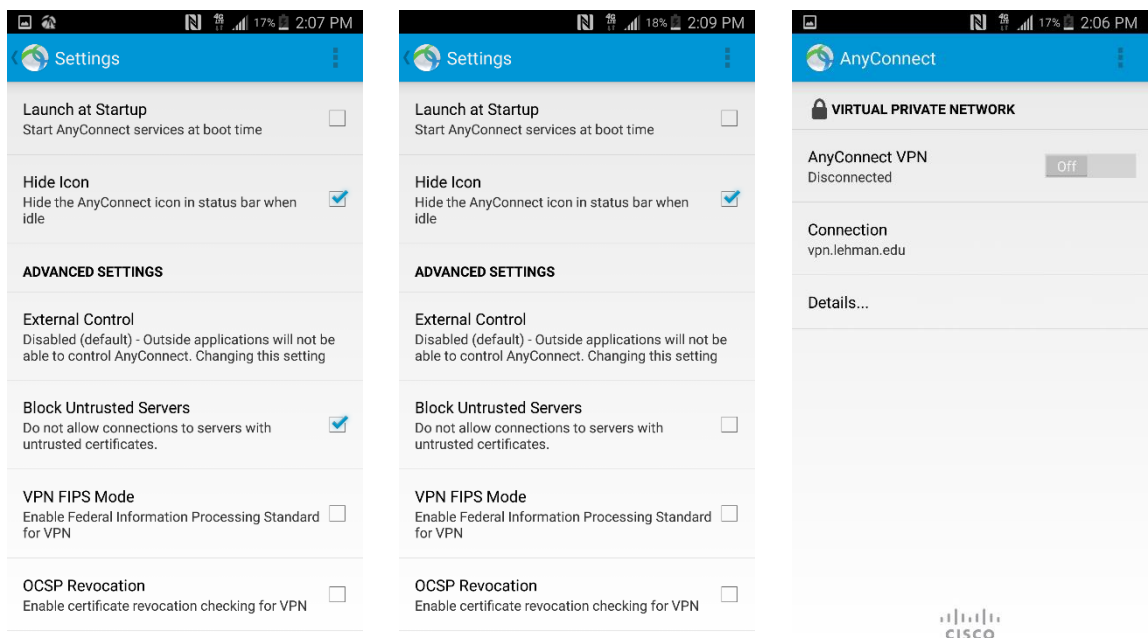 17% 2:07 PM
Settings
Launch at Startup
Start AnyConnect services at boot time
Hide Icon
Hide the AnyConnect icon in status bar when
idle
ADVANCED SETTINGS
External Control
Disabled (default) - Outside applications will not be
able to control AnyConnect. Changing this setting
Block Untrusted Servers
Do not allow connections to servers with
untrusted certificates.
VPN FIPS Mode
Enable Federal Information Processing Standard
for VPN
OCSP Revocation
Enable certificate revocation checking for VPN
18% 2:09 PM
Settings
Launch at Startup
Start AnyConnect services at boot time
Hide Icon
Hide the AnyConnect icon in status bar when
idle
ADVANCED SETTINGS
External Control
Disabled (default) - Outside applications will not be
able to control AnyConnect. Changing this setting
Block Untrusted Servers
Do not allow connections to servers with
untrusted certificates.
VPN FIPS Mode
Enable Federal Information Processing Standard
for VPN
OCSP Revocation
Enable certificate revocation checking for VPN
17% 2:06 PM
AnyConnect
VIRTUAL PRIVATE NETWORK
AnyConnect VPN
Off
Disconnected
Connection
vpn.lehman.edu
Details...
CISCO